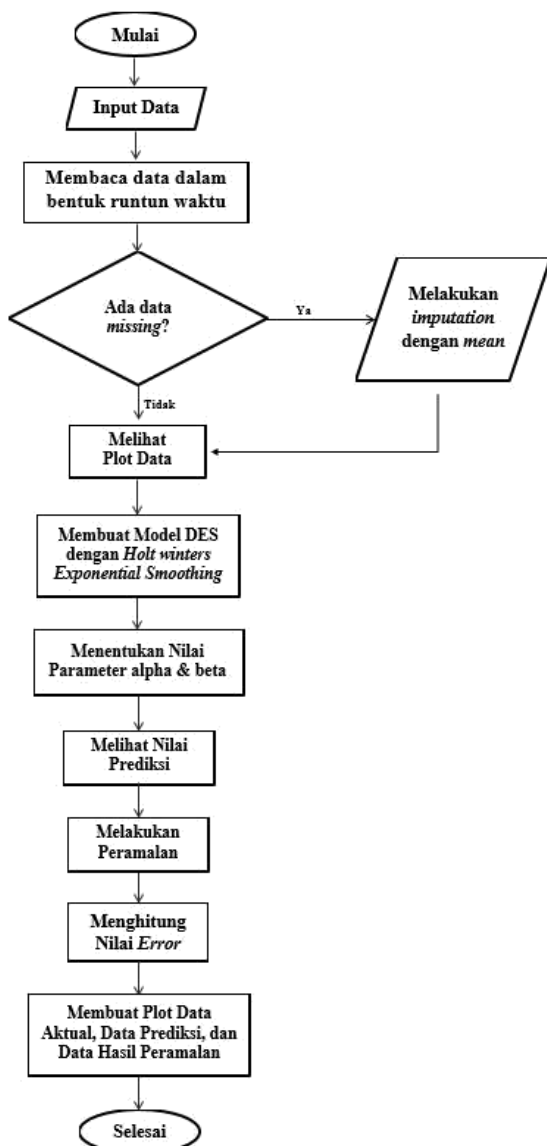 Mulai
Input Data
Membaca data dalam
bentuk runtun waktu
Ada data
missing?
Ya
Melakukan
imputation
dengan mean
Tidak
Melihat
Plot Data
Membuat Model DES
dengan Holt winters
Exponential Smoothing
Menentukan Nilai
Parameter alpha & beta
Melihat Nilai
Prediksi
Melakukan
Peramalan
Menghitung
Nilai Error
Membuat Plot Data
Aktual, Data Prediksi, dan
Data Hasil Peramalan
Selesai